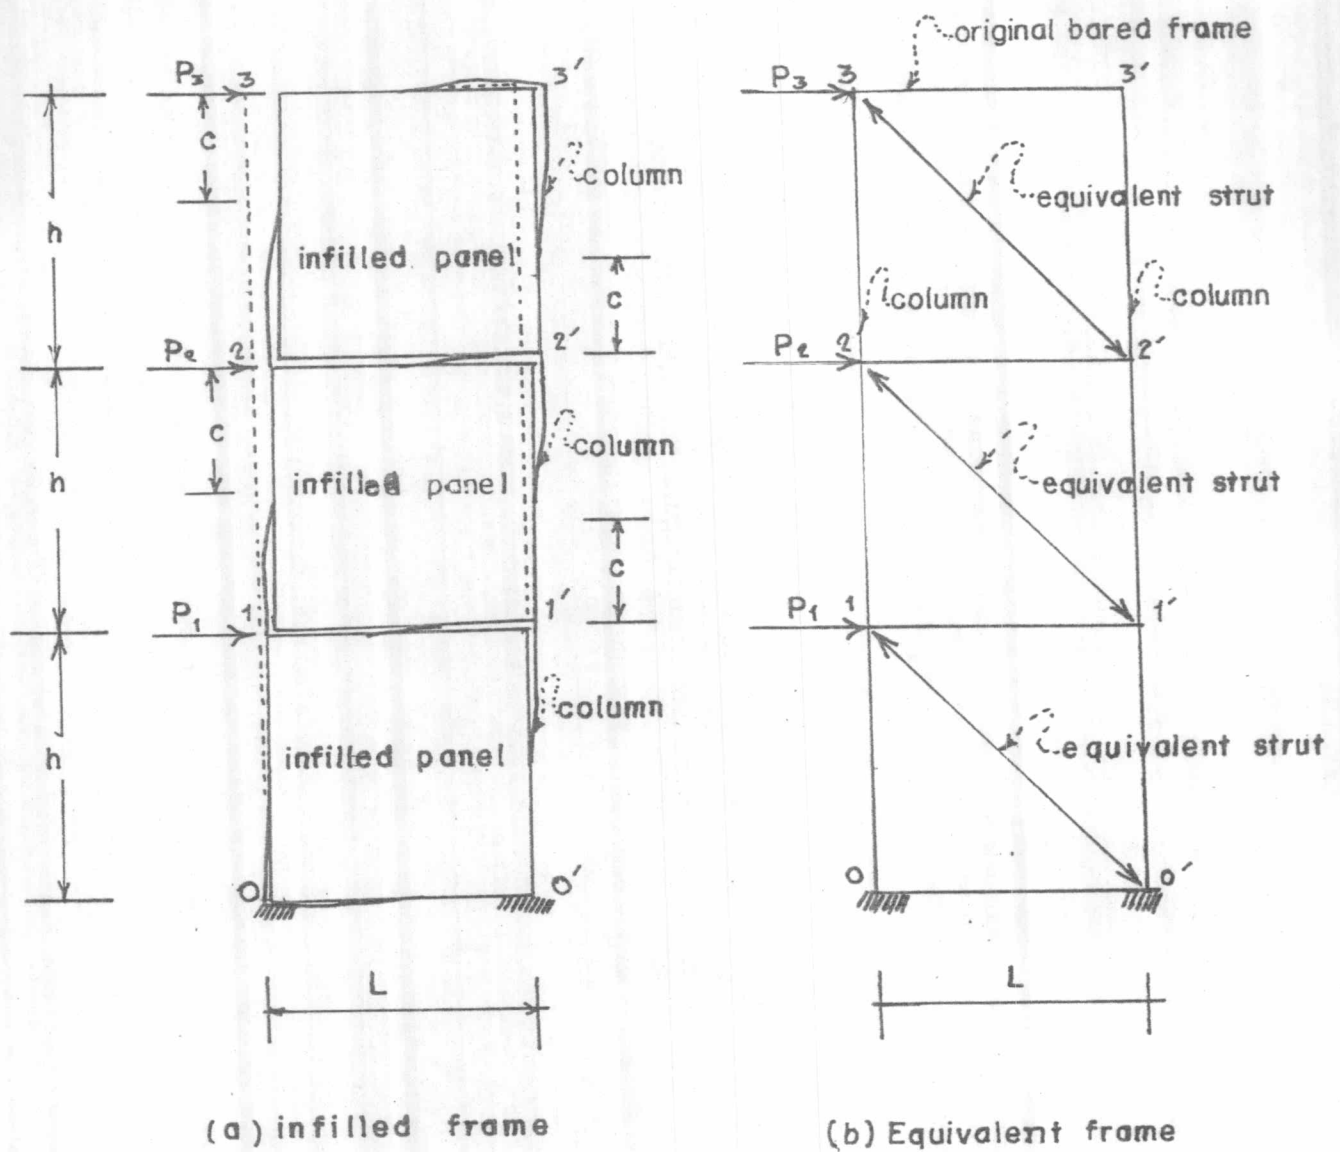 original bared frame
P3 3 3′
P3 3 3′
c
column
h
equivalent strut
infilled panel
c
column
column
P2 2 2′
P2 2 2′
c
column
h
infilled panel
equivalent strut
c
P1 1 1′
P1 1 1′
column
h
infilled panel
equivalent strut
O O′
O O′
L
L
(a) infilled frame
(b) Equivalent frame